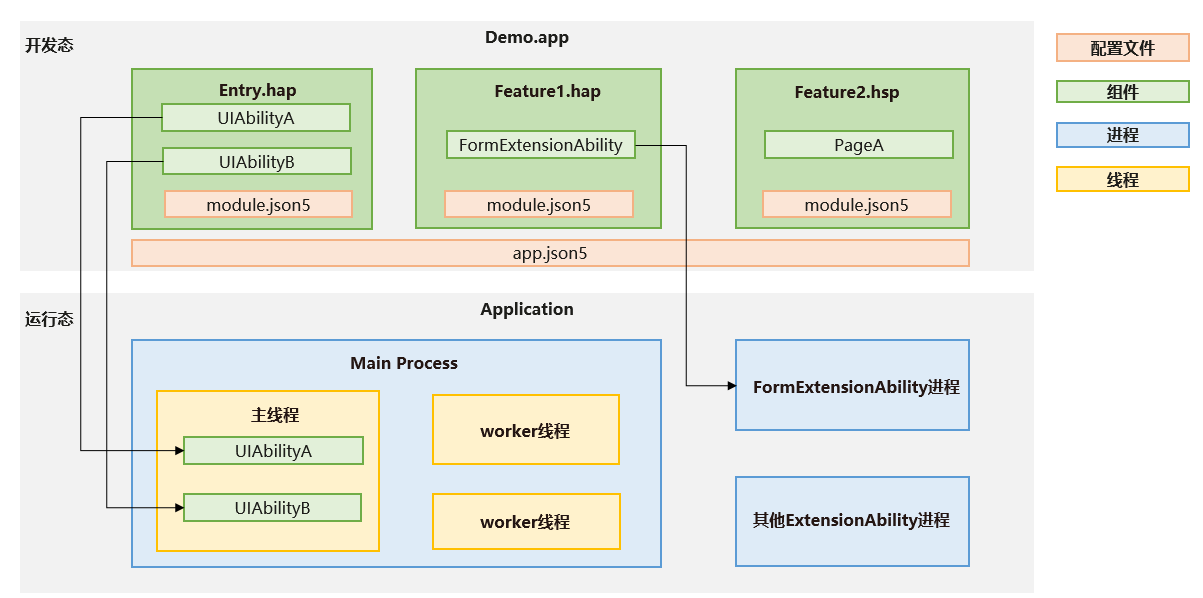 开发态
Demo.app
Entry.hap
UIAbilityA
UIAbilityB
module.json5
Feature1.hap
FormExtensionAbility
module.json5
Feature2.hsp
PageA
module.json5
app.json5
配置文件
组件
进程
线程
运行态
Application
Main Process
主线程
UIAbilityA
UIAbilityB
worker线程
worker线程
FormExtensionAbility进程
其他ExtensionAbility进程